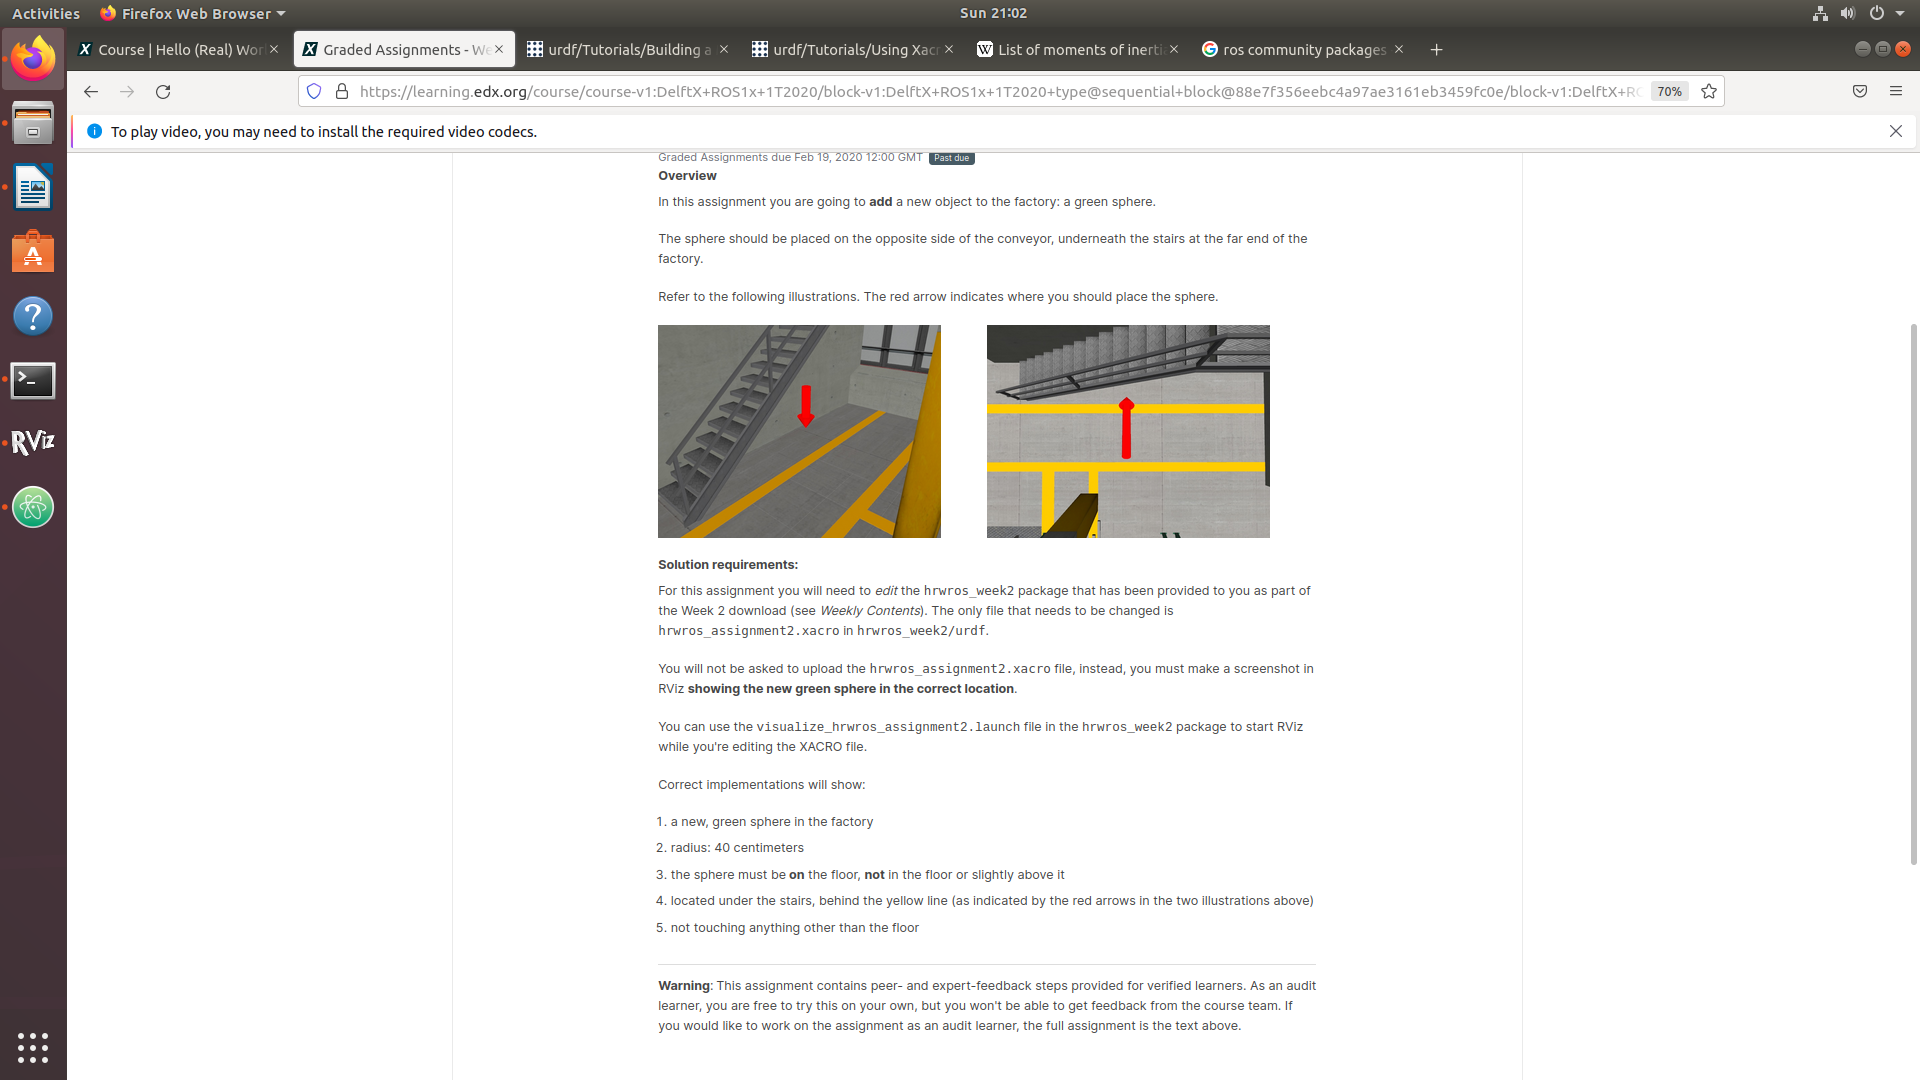 Activities
Firefox Web Browser
Sun 21:02
Course | Hello (Real) Wor
Graded Assignments - We
urdf/Tutorials/Building a
urdf/Tutorials/Using Xacr
List of moments of inerti
ros community packages
https://learning.edx.org/course/course-v1:DelftX+ROS1x+1T2020/block-v1:DelftX+ROS1x+1T2020+type@sequential+block@88e7f356eebc4a97ae3161eb3459fc0e/block-v1:DelftX+RO
70%
To play video, you may need to install the required video codecs.
Graded Assignments due Feb 19, 2020 12:00 GMT Past due
Overview
In this assignment you are going to add a new object to the factory: a green sphere.
The sphere should be placed on the opposite side of the conveyor, underneath the stairs at the far end of the
factory.
Refer to the following illustrations. The red arrow indicates where you should place the sphere.
Solution requirements:
For this assignment you will need to edit the hrwros_week2 package that has been provided to you as part of
the Week 2 download (see Weekly Contents). The only file that needs to be changed is
hrwros_assignment2.xacro in hrwros_week2/urdf.
You will not be asked to upload the hrwros_assignment2.xacro file, instead, you must make a screenshot in
RViz showing the new green sphere in the correct location.
You can use the visualize_hrwros_assignment2.launch file in the hrwros_week2 package to start RViz
while you're editing the XACRO file.
Correct implementations will show:
1. a new, green sphere in the factory
2. radius: 40 centimeters
3. the sphere must be on the floor, not in the floor or slightly above it
4. located under the stairs, behind the yellow line (as indicated by the red arrows in the two illustrations above)
5. not touching anything other than the floor
Warning: This assignment contains peer- and expert-feedback steps provided for verified learners. As an audit
learner, you are free to try this on your own, but you won't be able to get feedback from the course team. If
you would like to work on the assignment as an audit learner, the full assignment is the text above.
RViz